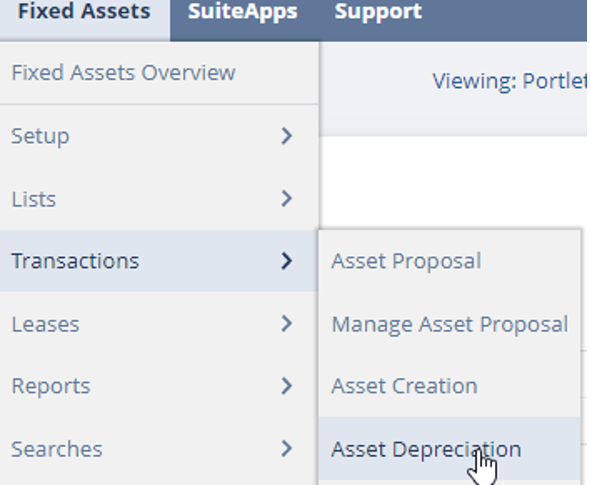 Fixed Assets SuiteApps Support
Fixed Assets Overview
Viewing: Portlet
Setup
Lists
Transactions
Asset Proposal
Leases
Manage Asset Proposal
Reports
Asset Creation
Searches
Asset Depreciation